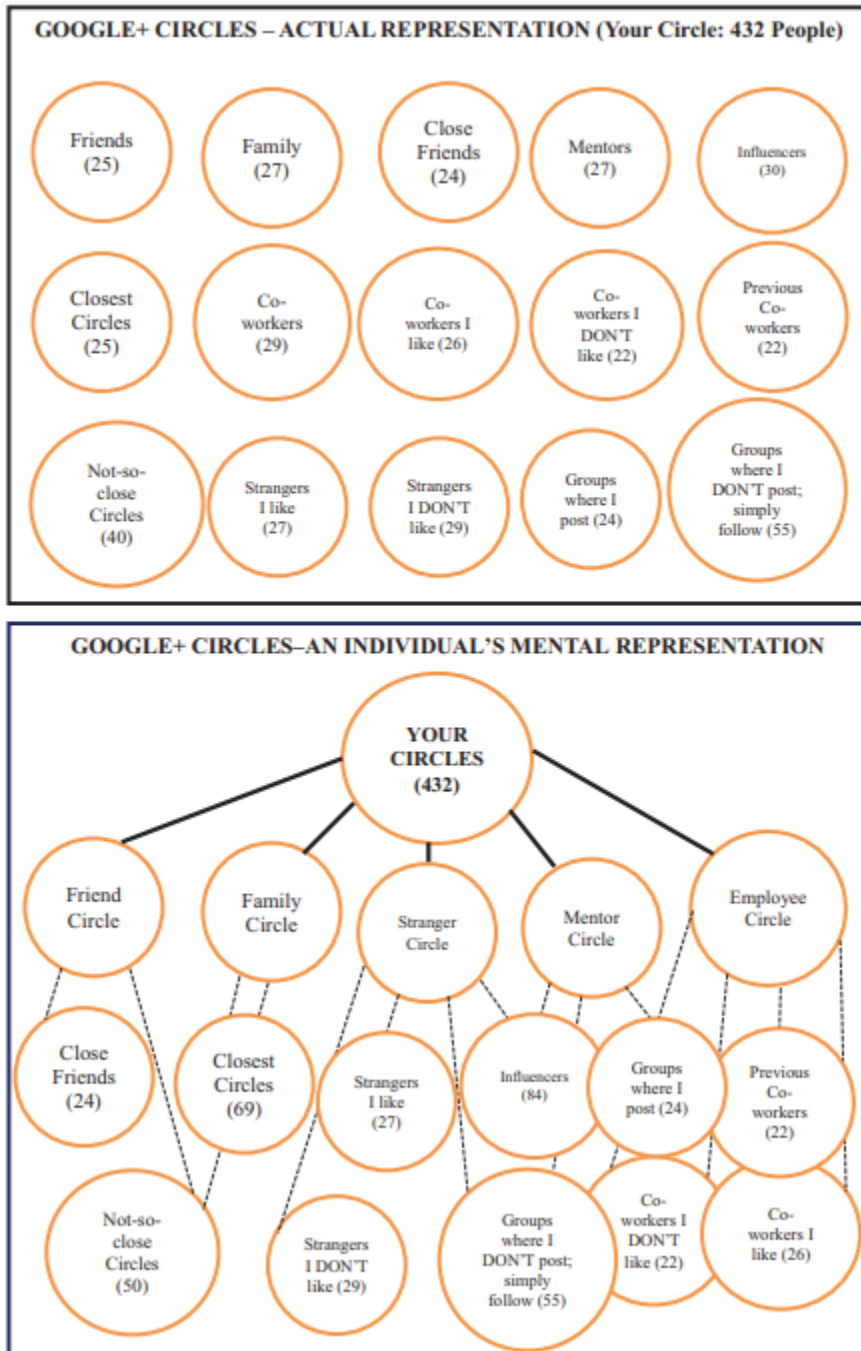 GOOGLE+ CIRCLES – ACTUAL REPRESENTATION (Your Circle: 432 People)
Friends
(25)
Family
(27)
Close
Friends
(24)
Mentors
(27)
Influencers
(30)
Closest
Circles
(25)
Co-
workers
(29)
Co-
workers I
like (26)
Co-
workers I
DON'T
like (22)
Previous
Co-
workers
(22)
Not-so-
close
Circles
(40)
Strangers
I like
(27)
Strangers
I DON'T
like (29)
Groups
where I
post (24)
Groups
where I
DON'T post;
simply
follow (55)
GOOGLE+ CIRCLES–AN INDIVIDUAL'S MENTAL REPRESENTATION
YOUR
CIRCLES
(432)
Friend
Circle
Family
Circle
Stranger
Circle
Mentor
Circle
Employee
Circle
Close
Friends
(24)
Closest
Circles
(69)
Strangers
I like
(27)
Influencers
(84)
Groups
where I
post (24)
Previous
Co-
workers
(22)
Not-so-
close
Circles
(50)
Strangers
I DON'T
like (29)
Groups
where I
DON'T post;
simply
follow (55)
Co-
workers I
DON'T
like (22)
Co-
workers I
like (26)